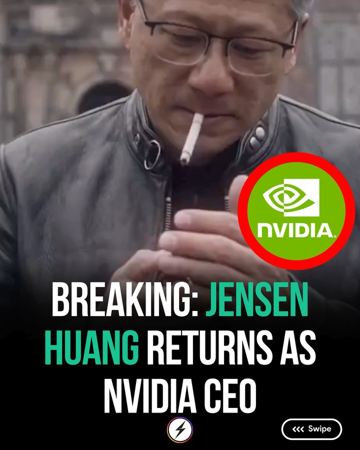 NVIDIA.
BREAKING: JENSEN
HUANG RETURNS AS
NVIDIA CEO
<<< Swipe